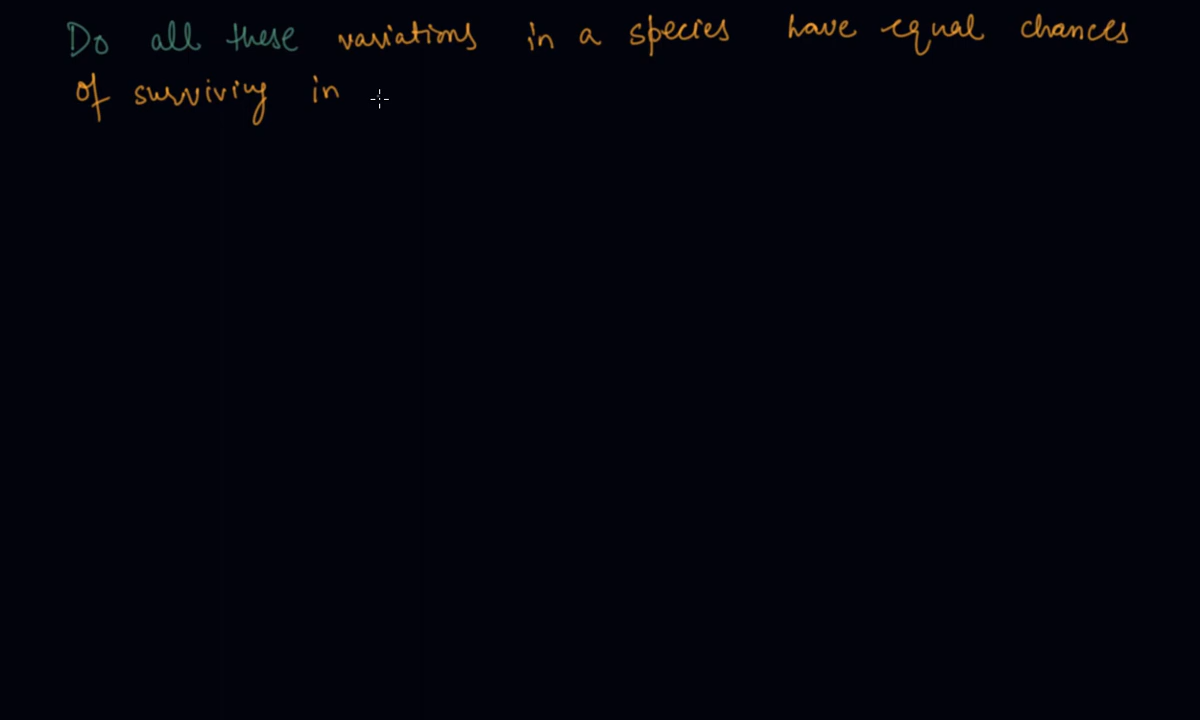 Do all these variations in a species have equal chances
of surviving in